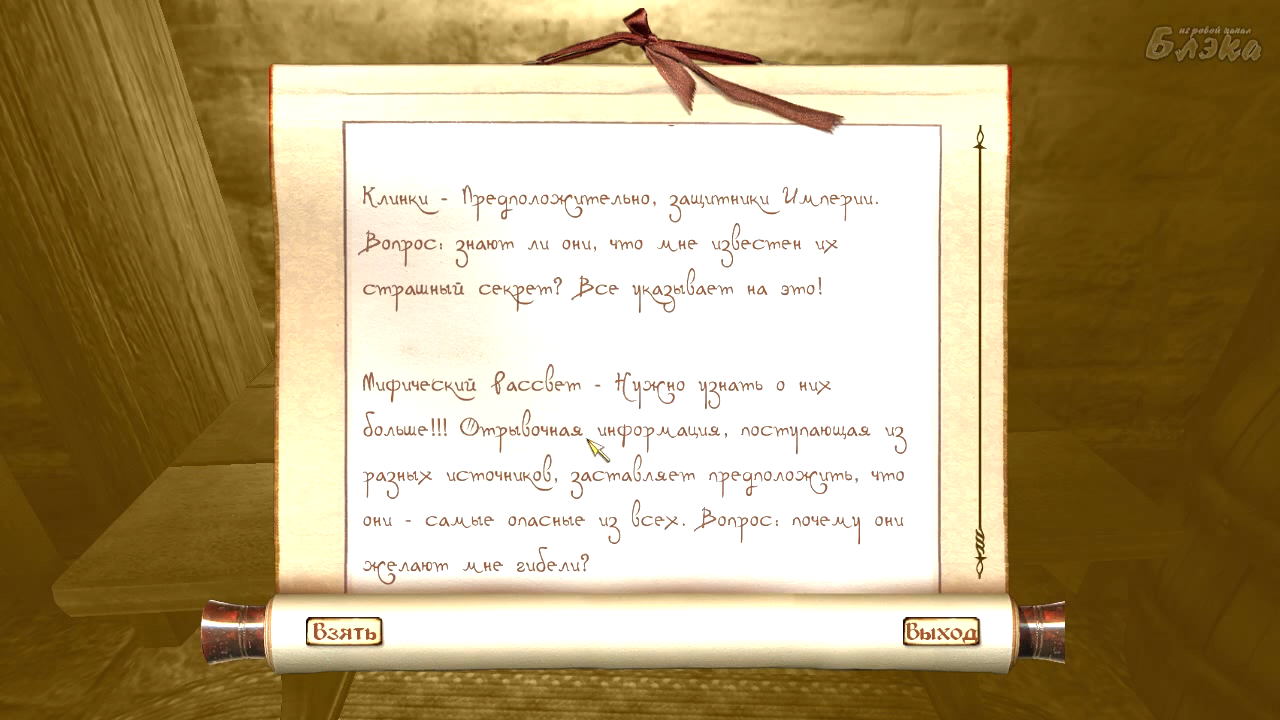 игровой канал
Блэка
Клинки - Предположительно, защитники Империи.
Вопрос: знают ли они, что мне известен их
страшный секрет? Все указывает на это!
Мифический Рассвет - Нужно узнать о них
больше!!! Отрывочная информация, поступающая из
разных источников, заставляет предположить, что
они - самые опасные из всех. Вопрос: почему они
желают мне гибели?
Взять
Выход